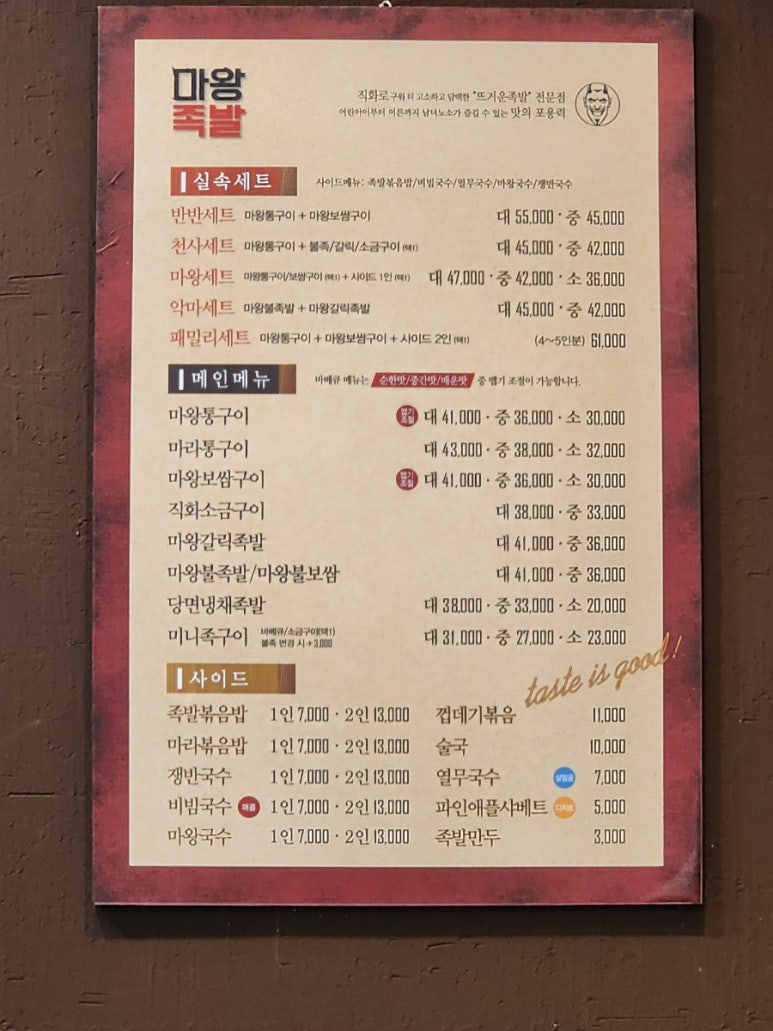 마왕
족발
직화로 구워 더 고소하고 담백한 "뜨거운족발" 전문점
어린아이부터 어른까지 남녀노소가 즐길 수 있는 맛의 포용력
실속세트 사이드메뉴: 족발볶음밥/비빔국수/열무국수/마왕국수/쟁반국수
반반세트 마왕통구이 + 마왕보쌈구이 대 55,000 · 중 45,000
천사세트 마왕통구이 + 불족/갈릭/소금구이 (택1) 대 45,000 · 중 42,000
마왕세트 마왕통구이/보쌈구이 (택1) + 사이드 1인 (택1) 대 47,000 · 중 42,000 · 소 36,000
악마세트 마왕불족발 + 마왕갈릭족발 대 45,000 · 중 42,000
패밀리세트 마왕통구이 + 마왕보쌈구이 + 사이드 2인 (택1) (4~5인분) 61,000
메인메뉴 바베큐 메뉴는 순한맛/중간맛/매운맛 중 맵기 조절이 가능합니다.
마왕통구이 맵기조절 대 41,000 · 중 36,000 · 소 30,000
마라통구이 대 43,000 · 중 38,000 · 소 32,000
마왕보쌈구이 맵기조절 대 41,000 · 중 36,000 · 소 30,000
직화소금구이 대 38,000 · 중 33,000
마왕갈릭족발 대 41,000 · 중 36,000
마왕불족발/마왕불보쌈 대 41,000 · 중 36,000
당면냉채족발 대 38,000 · 중 33,000 · 소 20,000
미니족구이 바베큐/소금구이(택1) 불족 변경 시 +3,000 대 31,000 · 중 27,000 · 소 23,000
taste is good!
사이드
족발볶음밥 1인 7,000 · 2인 13,000
마라볶음밥 1인 7,000 · 2인 13,000
쟁반국수 1인 7,000 · 2인 13,000
비빔국수 매콤 1인 7,000 · 2인 13,000
마왕국수 1인 7,000 · 2인 13,000
껍데기볶음 11,000
술국 10,000
열무국수 7,000
파인애플샤베트 디저트 5,000
족발만두 3,000